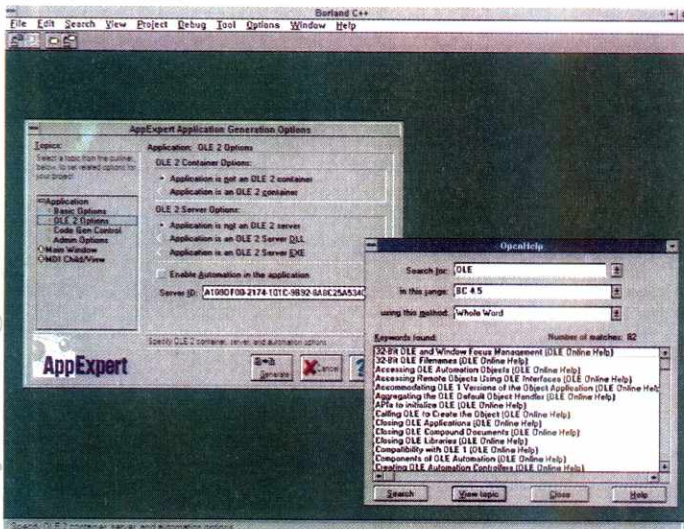 Borland C++
File Edit Search View Project Debug Tool Options Window Help
AppExpert Application Generation Options
Topics:
Select a topic from the outliner,
below, to set related options for
your project
Application
Basic Options
OLE 2 Options
Code Gen Control
Admin Options
Main Window
MDI Child/View
Application: OLE 2 Options
OLE 2 Container Options:
Application is not an OLE 2 container
Application is an OLE 2 container
OLE 2 Server Options:
Application is not an OLE 2 server
Application is an OLE 2 Server DLL
Application is an OLE 2 Server EXE
Enable Automation in the application
Server ID:
Specify OLE 2 container, server, and automation options
AppExpert
Generate
Cancel
?
OpenHelp
Search for: OLE
in this range: BC 4.5
using this method: Whole Word
Keywords found: Number of matches: 82
32-Bit OLE and Window Focus Management (OLE Online Help)
32-Bit OLE Filenames (OLE Online Help)
Accessing OLE Automation Objects (OLE Online Help)
Accessing Remote Objects Using OLE Interfaces (OLE Online Help)
Accommodating OLE 1 Versions of the Object Application (OLE Online Help)
Aggregating the OLE Default Object Handler (OLE Online Help)
APIs to initialize OLE (OLE Online Help)
Calling OLE to Create the Object (OLE Online Help)
Closing OLE Applications (OLE Online Help)
Closing OLE Compound Documents (OLE Online Help)
Closing OLE Libraries (OLE Online Help)
Compatibility with OLE 1 (OLE Online Help)
Components of OLE Automation (OLE Online Help)
Creating OLE Automation Controllers (OLE Online Help)
Search View topic Close Help
Specify OLE 2 container, server, and automation options